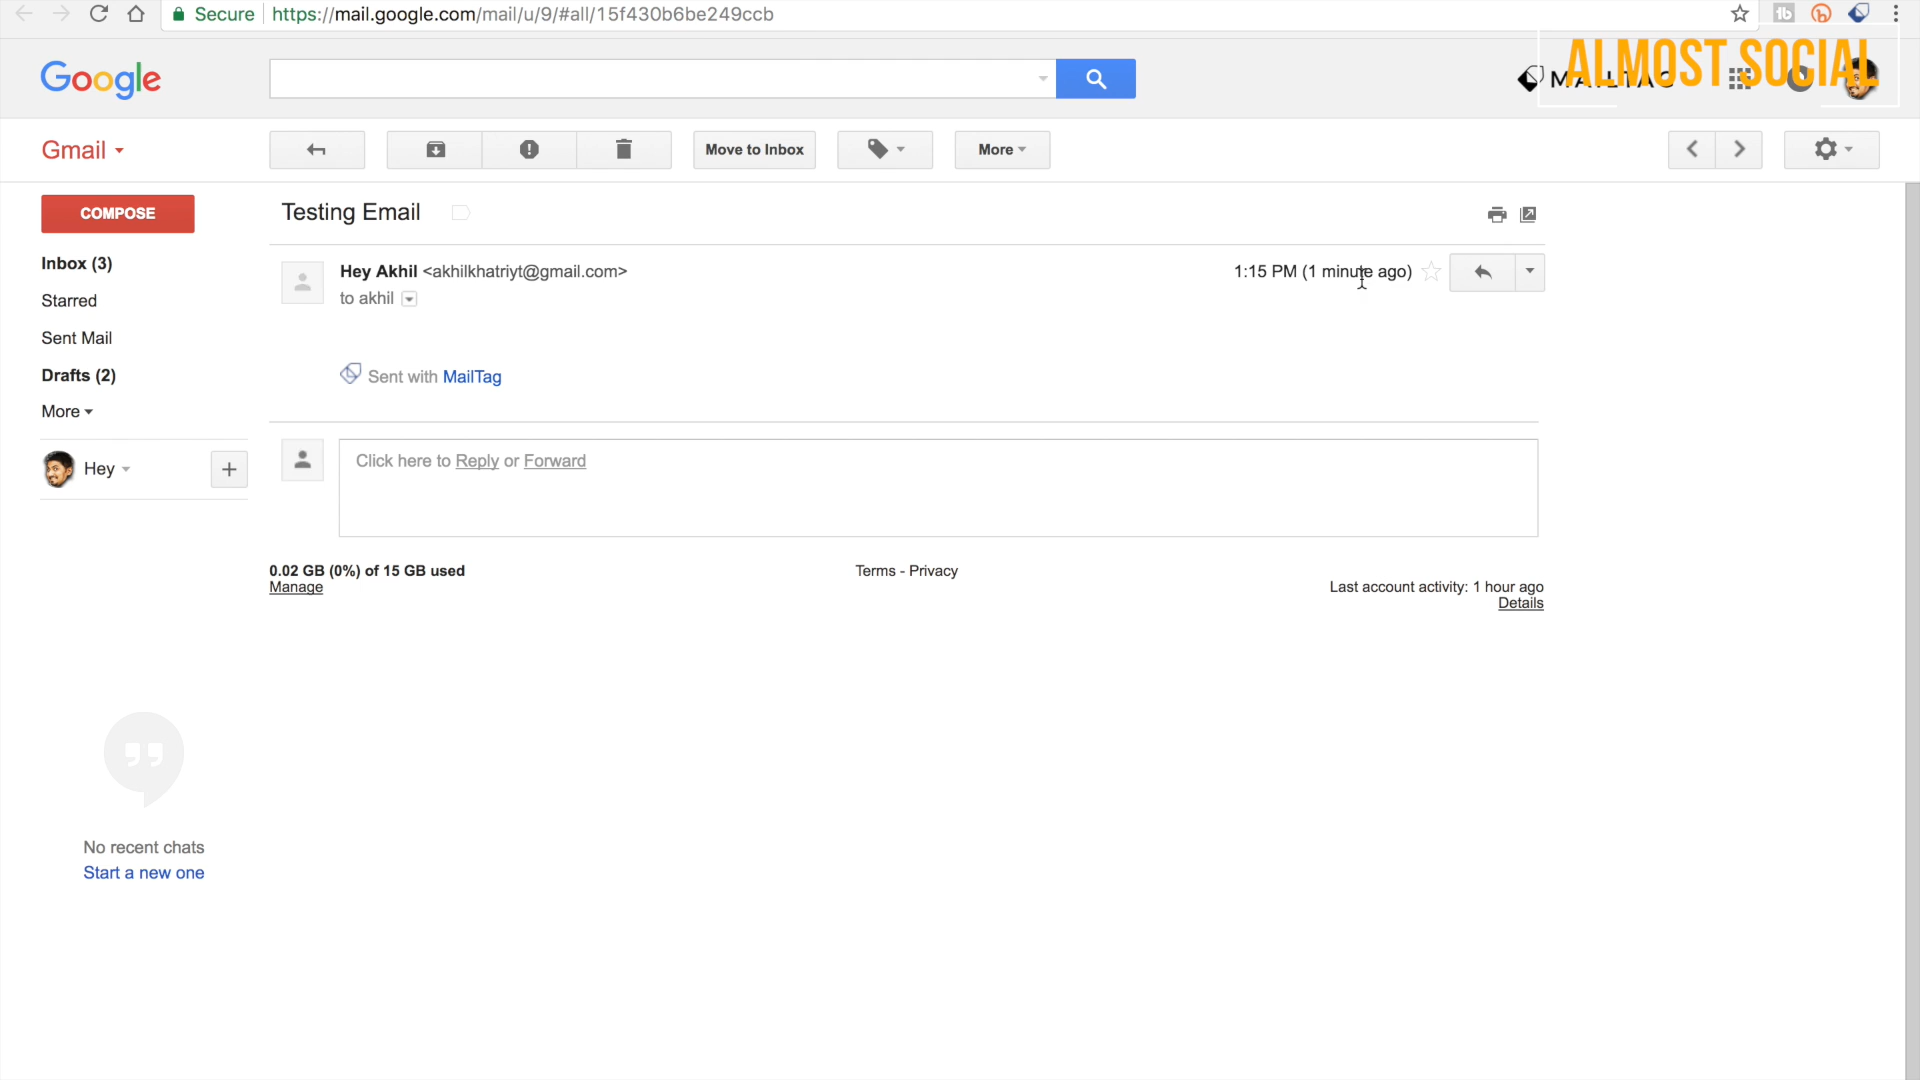 Secure https://mail.google.com/mail/u/9/#all/15f430b6be249ccb
Google
ALMOST SOCIAL
Gmail
Move to Inbox
More
COMPOSE
Testing Email
Inbox (3)
Hey Akhil <akhilkhatriyt@gmail.com>
1:15 PM (1 minute ago)
to akhil
Starred
Sent Mail
Drafts (2)
Sent with MailTag
More
Hey
Click here to Reply or Forward
0.02 GB (0%) of 15 GB used
Manage
Terms - Privacy
Last account activity: 1 hour ago
Details
No recent chats
Start a new one